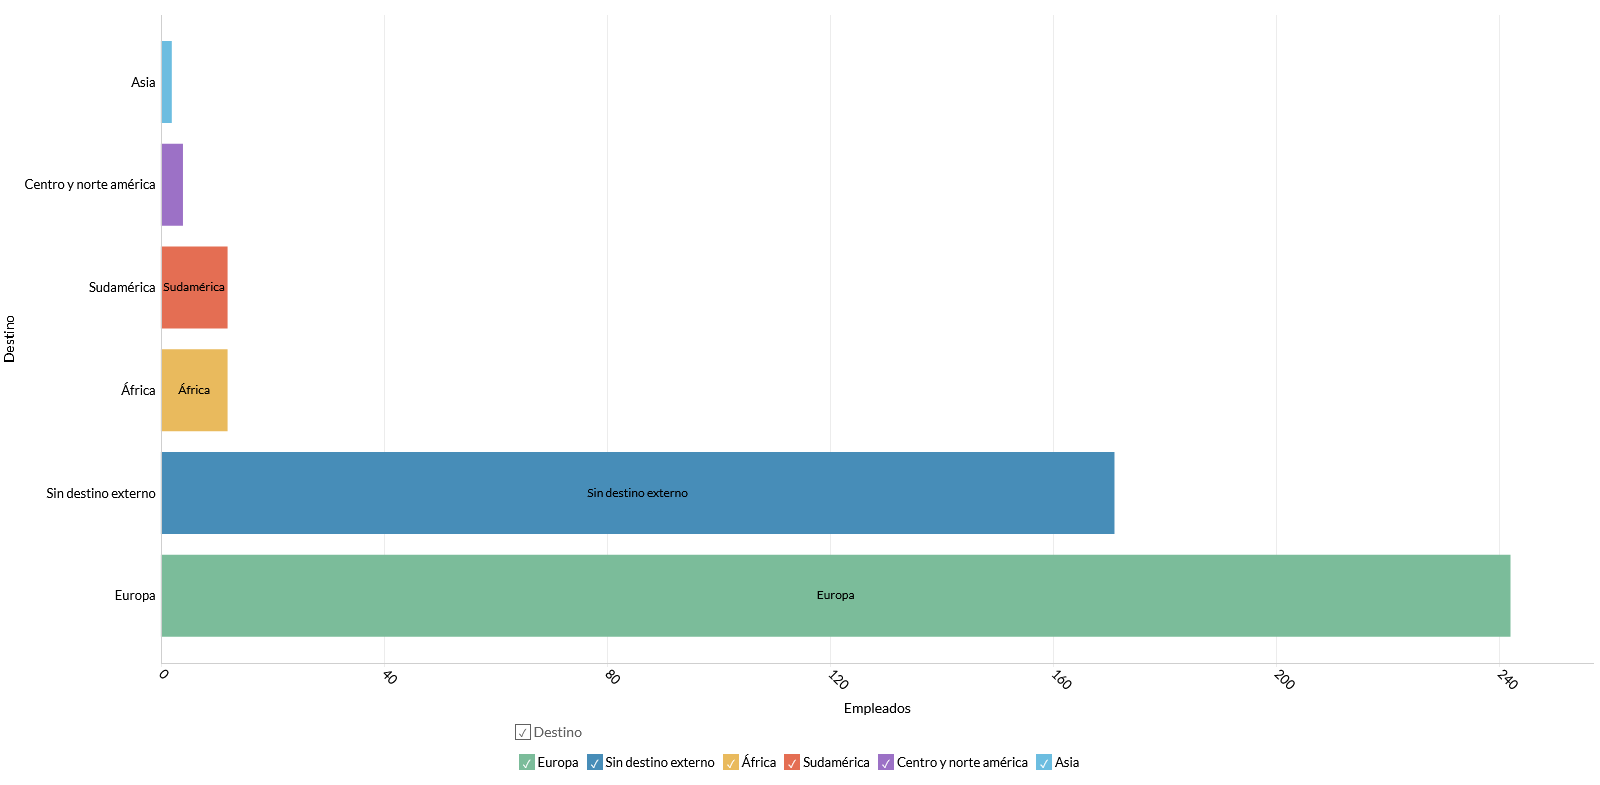 Asia
Centro y norte américa
Sudamérica
Sudamérica
África
África
Sin destino externo
Sin destino externo
Europa
Europa
Destino
0
40
80
120
160
200
240
Empleados
Destino
Europa
Sin destino externo
África
Sudamérica
Centro y norte américa
Asia